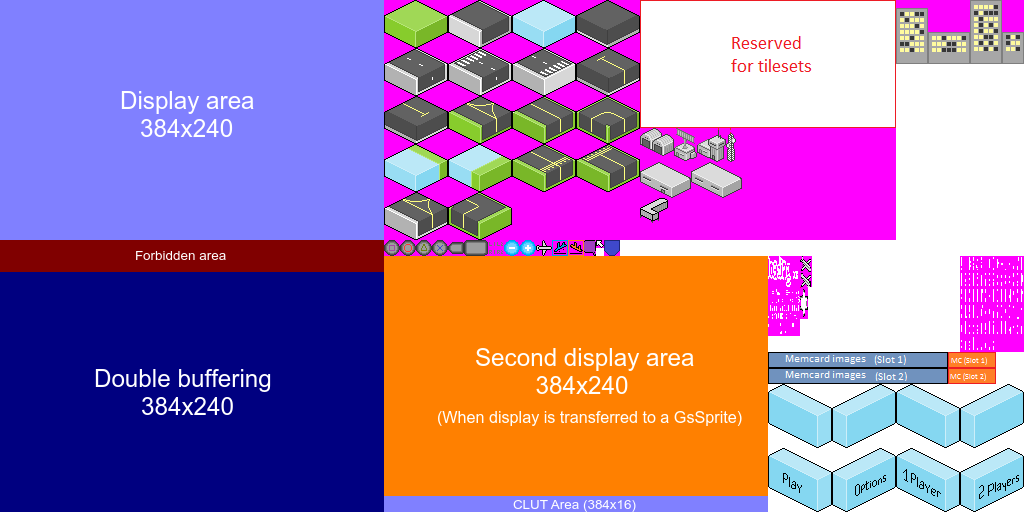 Display area
384x240
Reserved
for tilesets
Forbidden area
Double buffering
384x240
Second display area
384x240
(When display is transferred to a GsSprite)
CLUT Area (384x16)
Memcard images (Slot 1)
MC (Slot 1)
Memcard images (Slot 2)
MC (Slot 2)
Play
Options
1 Player
2 Players